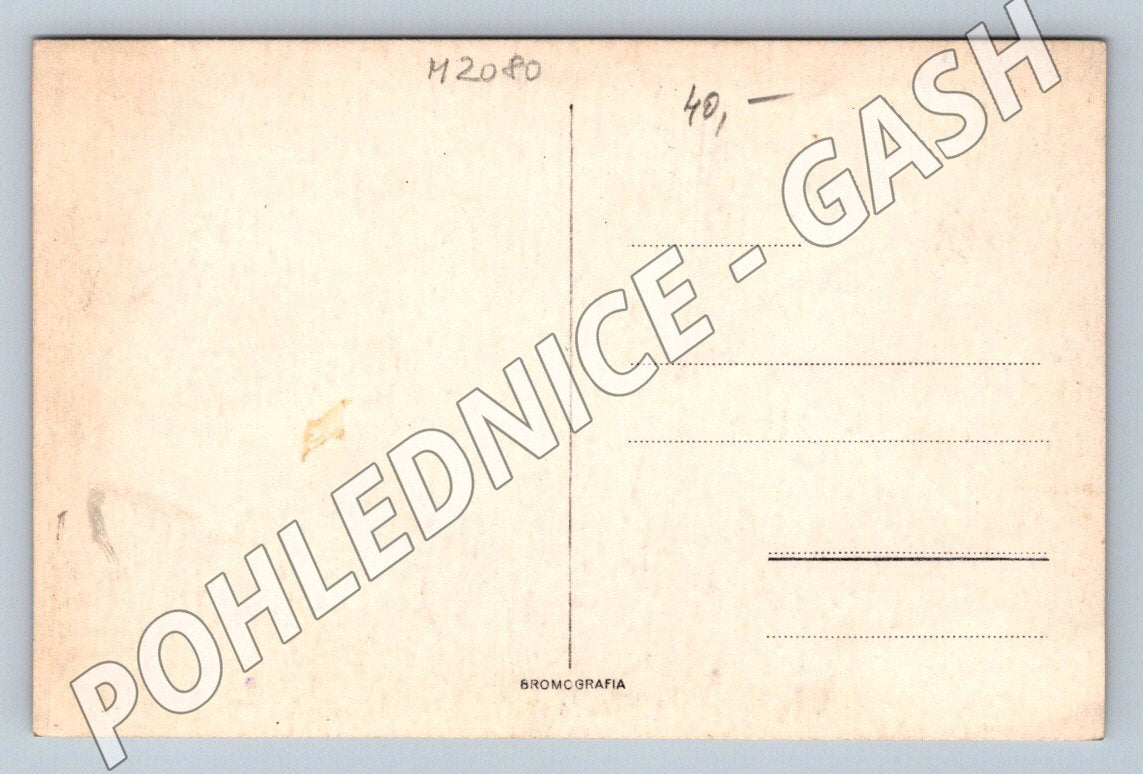 M2080
40,—
POHLEDNICE - GASH
BROMOGRAFIA